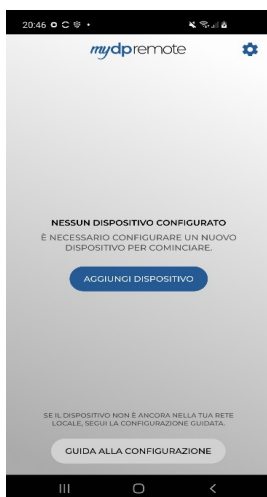 20:46
mydpremote
NESSUN DISPOSITIVO CONFIGURATO
È NECESSARIO CONFIGURARE UN NUOVO
DISPOSITIVO PER COMINCIARE.
AGGIUNGI DISPOSITIVO
SE IL DISPOSITIVO NON È ANCORA NELLA TUA RETE
LOCALE, SEGUI LA CONFIGURAZIONE GUIDATA.
GUIDA ALLA CONFIGURAZIONE